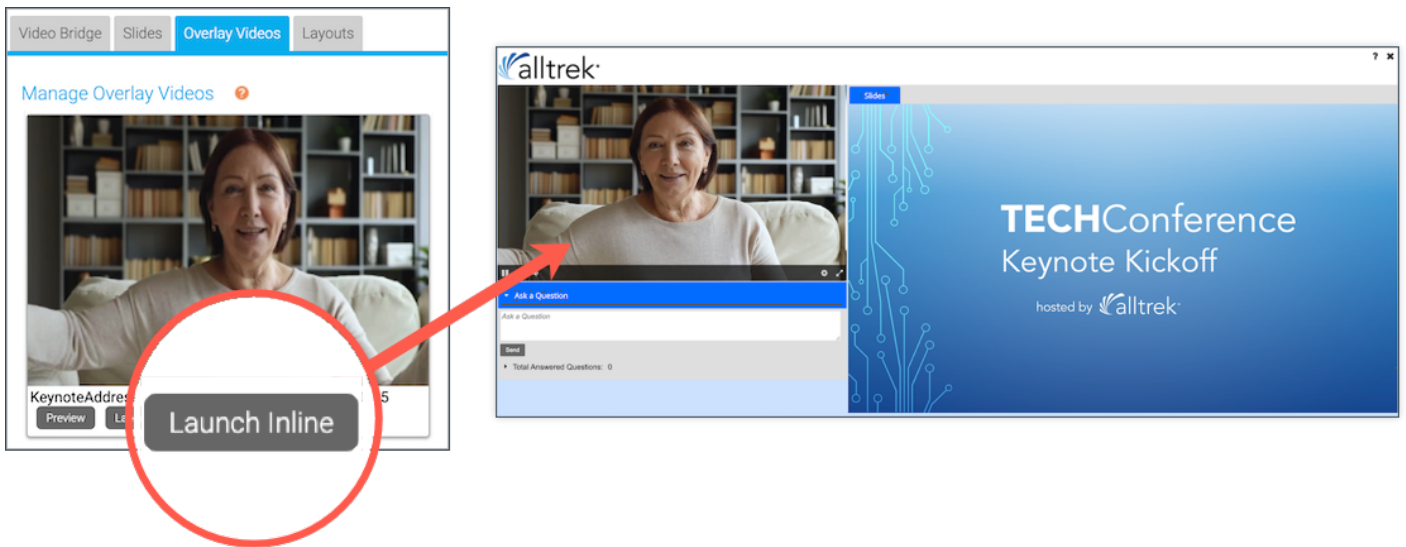 Video Bridge
Slides
Overlay Videos
Layouts
Manage Overlay Videos ?
5
Preview
Launch Inline
alltrek
? ✖
Slides
Ask a Question
Ask a Question
Send
Total Answered Questions: 0
TECHConference
Keynote Kickoff
hosted by alltrek